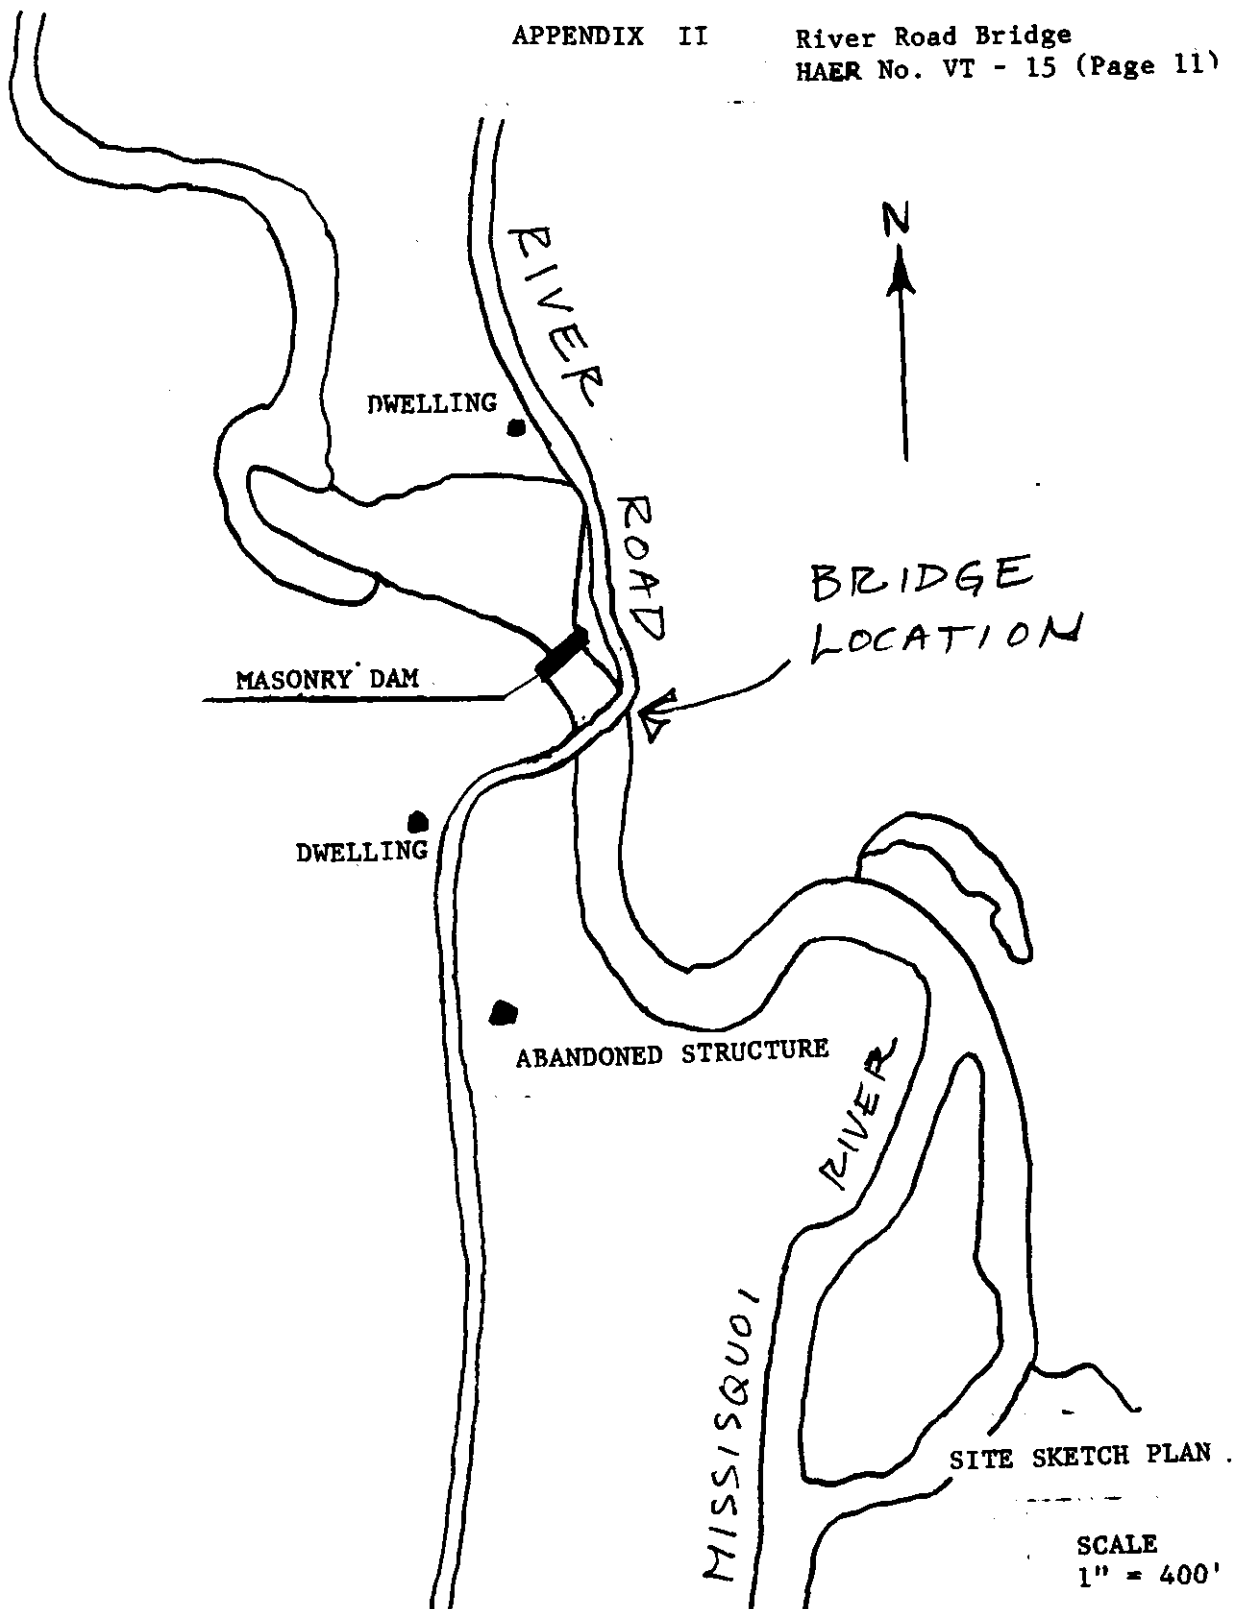 APPENDIX II
River Road Bridge
HAER No. VT - 15 (Page 11)
N
RIVER
ROAD
DWELLING
BRIDGE
LOCATION
MASONRY DAM
DWELLING
ABANDONED STRUCTURE
MISSISQUOI
RIVER
SITE SKETCH PLAN
SCALE
1" = 400'